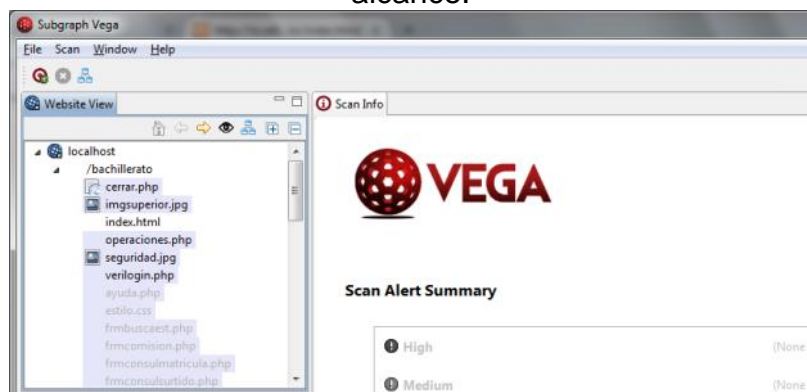 alcance.
Subgraph Vega
File Scan Window Help
Website View
Scan Info
localhost
/bachillerato
cerrar.php
imgsuperior.jpg
index.html
operaciones.php
seguridad.jpg
verilogin.php
ayuda.php
estilo.css
frmbuscaest.php
frmcomision.php
frmconsulmatricula.php
frmconsulsurtido.php
VEGA
Scan Alert Summary
High (None
Medium (None